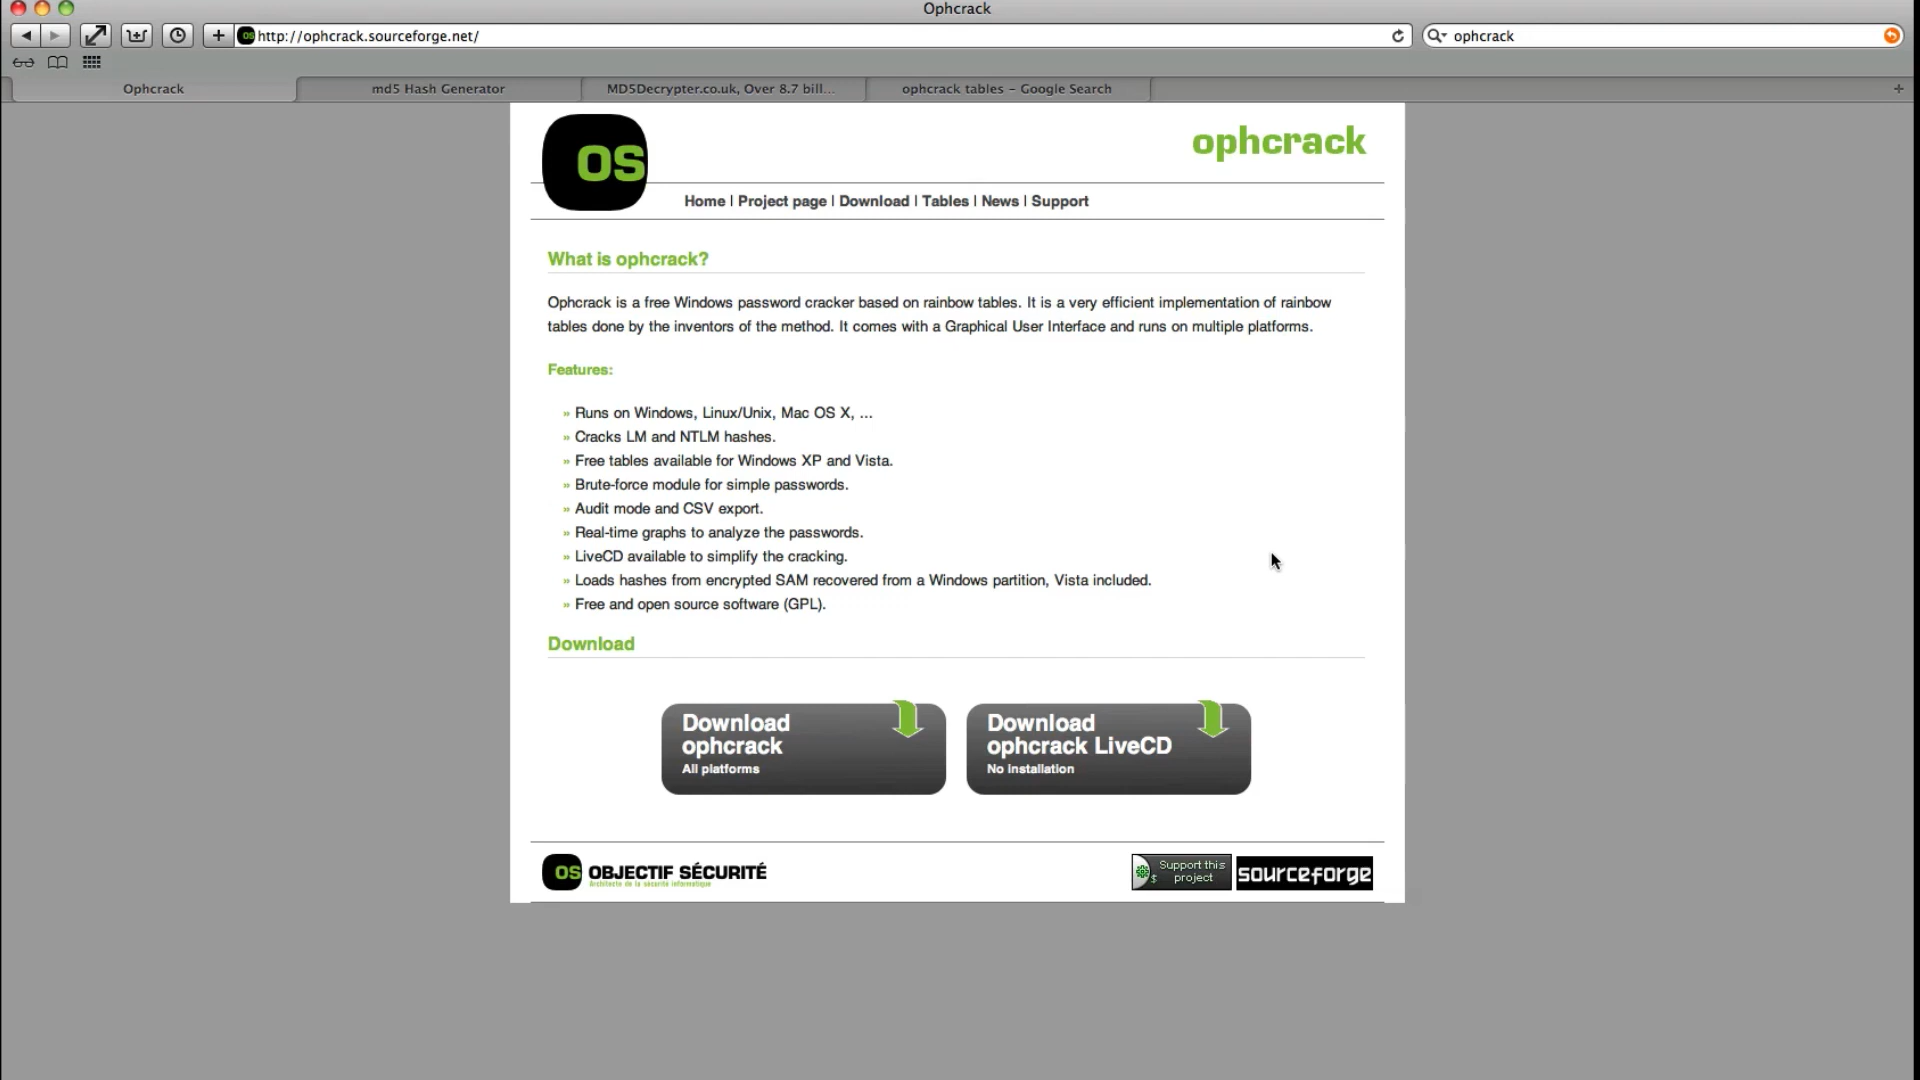 Ophcrack
http://ophcrack.sourceforge.net/
ophcrack
Ophcrack
md5 Hash Generator
MD5Decrypter.co.uk, Over 8.7 bill...
ophcrack tables – Google Search
OS
ophcrack
Home | Project page | Download | Tables | News | Support
What is ophcrack?
Ophcrack is a free Windows password cracker based on rainbow tables. It is a very efficient implementation of rainbow
tables done by the inventors of the method. It comes with a Graphical User Interface and runs on multiple platforms.
Features:
» Runs on Windows, Linux/Unix, Mac OS X, ...
» Cracks LM and NTLM hashes.
» Free tables available for Windows XP and Vista.
» Brute-force module for simple passwords.
» Audit mode and CSV export.
» Real-time graphs to analyze the passwords.
» LiveCD available to simplify the cracking.
» Loads hashes from encrypted SAM recovered from a Windows partition, Vista included.
» Free and open source software (GPL).
Download
Download
ophcrack
All platforms
Download
ophcrack LiveCD
No installation
OS OBJECTIF SÉCURITÉ
Architecte de la sécurité informatique
Support this
project
sourceforge